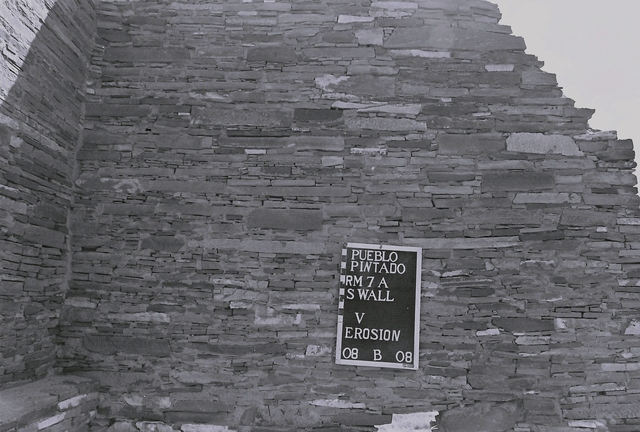 PUEBLO
PINTADO
RM 7 A
S WALL
V
EROSION
08 B 08